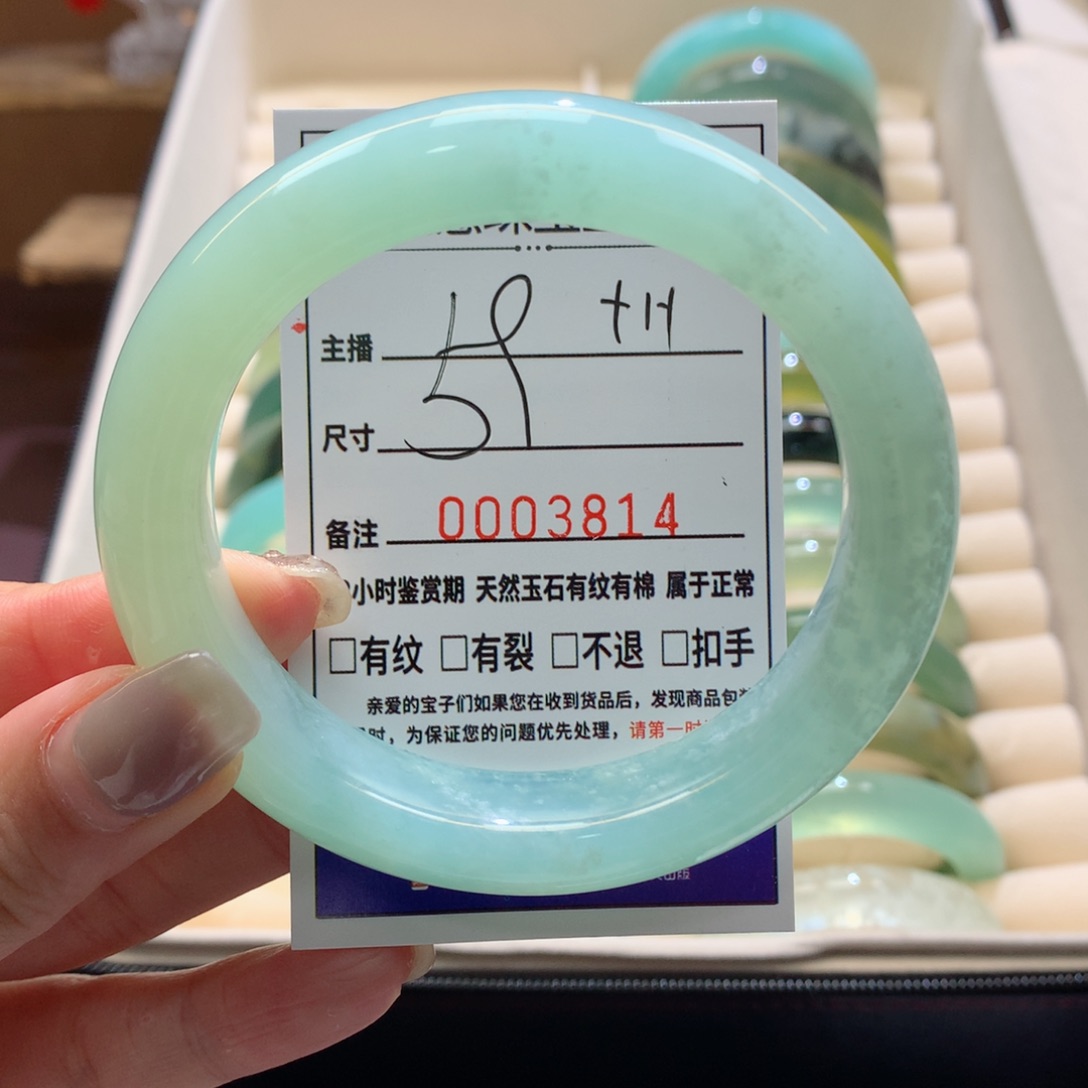 主播
59
尺寸
备注 0003814
小时鉴赏期 天然玉石有纹有棉 属于正常
□有纹 □有裂 □不退 □扣手
亲爱的宝子们如果您在收到货品后，发现商品包
时，为保证您的问题优先处理，请第一时